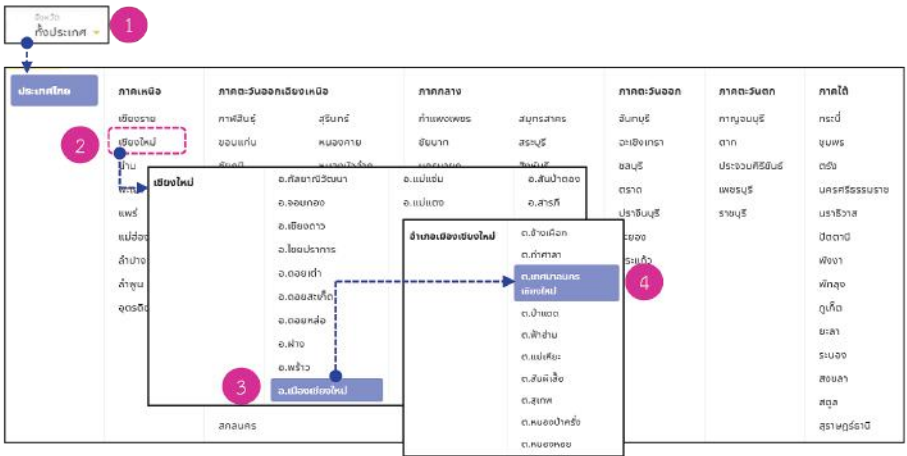 จังหวัด
ทั้งประเทศ
1
ประเทศไทย
ภาคเหนือ
ภาคตะวันออกเฉียงเหนือ
ภาคกลาง
ภาคตะวันออก
ภาคตะวันตก
ภาคใต้
เชียงราย กาฬสินธุ์ สุรินทร์ กำแพงเพชร สมุทรสาคร จันทบุรี กาญจนบุรี กระบี่
2
เชียงใหม่ ขอนแก่น หนองคาย ชัยนาท สระบุรี ฉะเชิงเทรา ตาก ชุมพร
น่าน ชลบุรี ประจวบคีรีขันธ์ ตรัง
ตราด เพชรบุรี นครศรีธรรมราช
แพร่ ปราจีนบุรี ราชบุรี นราธิวาส
ปัตตานี
ลำปาง พังงา
ลำพูน พัทลุง
ภูเก็ต
ยะลา
ระนอง
สงขลา
สตูล
สกลนคร สุราษฎร์ธานี
เชียงใหม่
อ.กัลยาณิวัฒนา อ.แม่แจ่ม อ.สันป่าตอง
อ.จอมทอง อ.แม่แตง อ.สารภี
อ.เชียงดาว
อ.ไชยปราการ
อ.ดอยเต่า
อ.ดอยสะเก็ด
อ.ดอยหล่อ
อ.ฝาง
อ.พร้าว
3
อ.เมืองเชียงใหม่
อำเภอเมืองเชียงใหม่
ต.ช้างเผือก
ต.ท่าศาลา
ต.เทศบาลนคร
เชียงใหม่
4
ต.ป่าแดด
ต.ฟ้าฮ่าม
ต.แม่เหียะ
ต.สันผีเสื้อ
ต.สุเทพ
ต.หนองป่าครั่ง
ต.หนองหอย